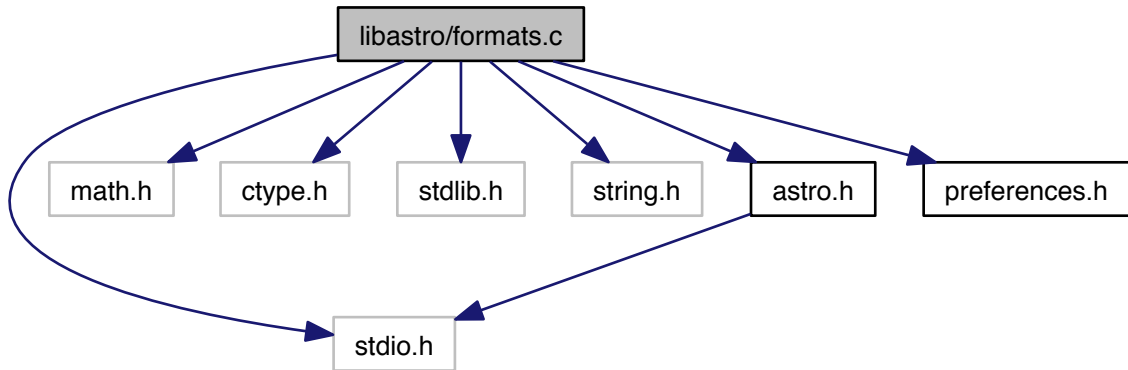 libastro/formats.c
math.h
ctype.h
stdlib.h
string.h
astro.h
preferences.h
stdio.h